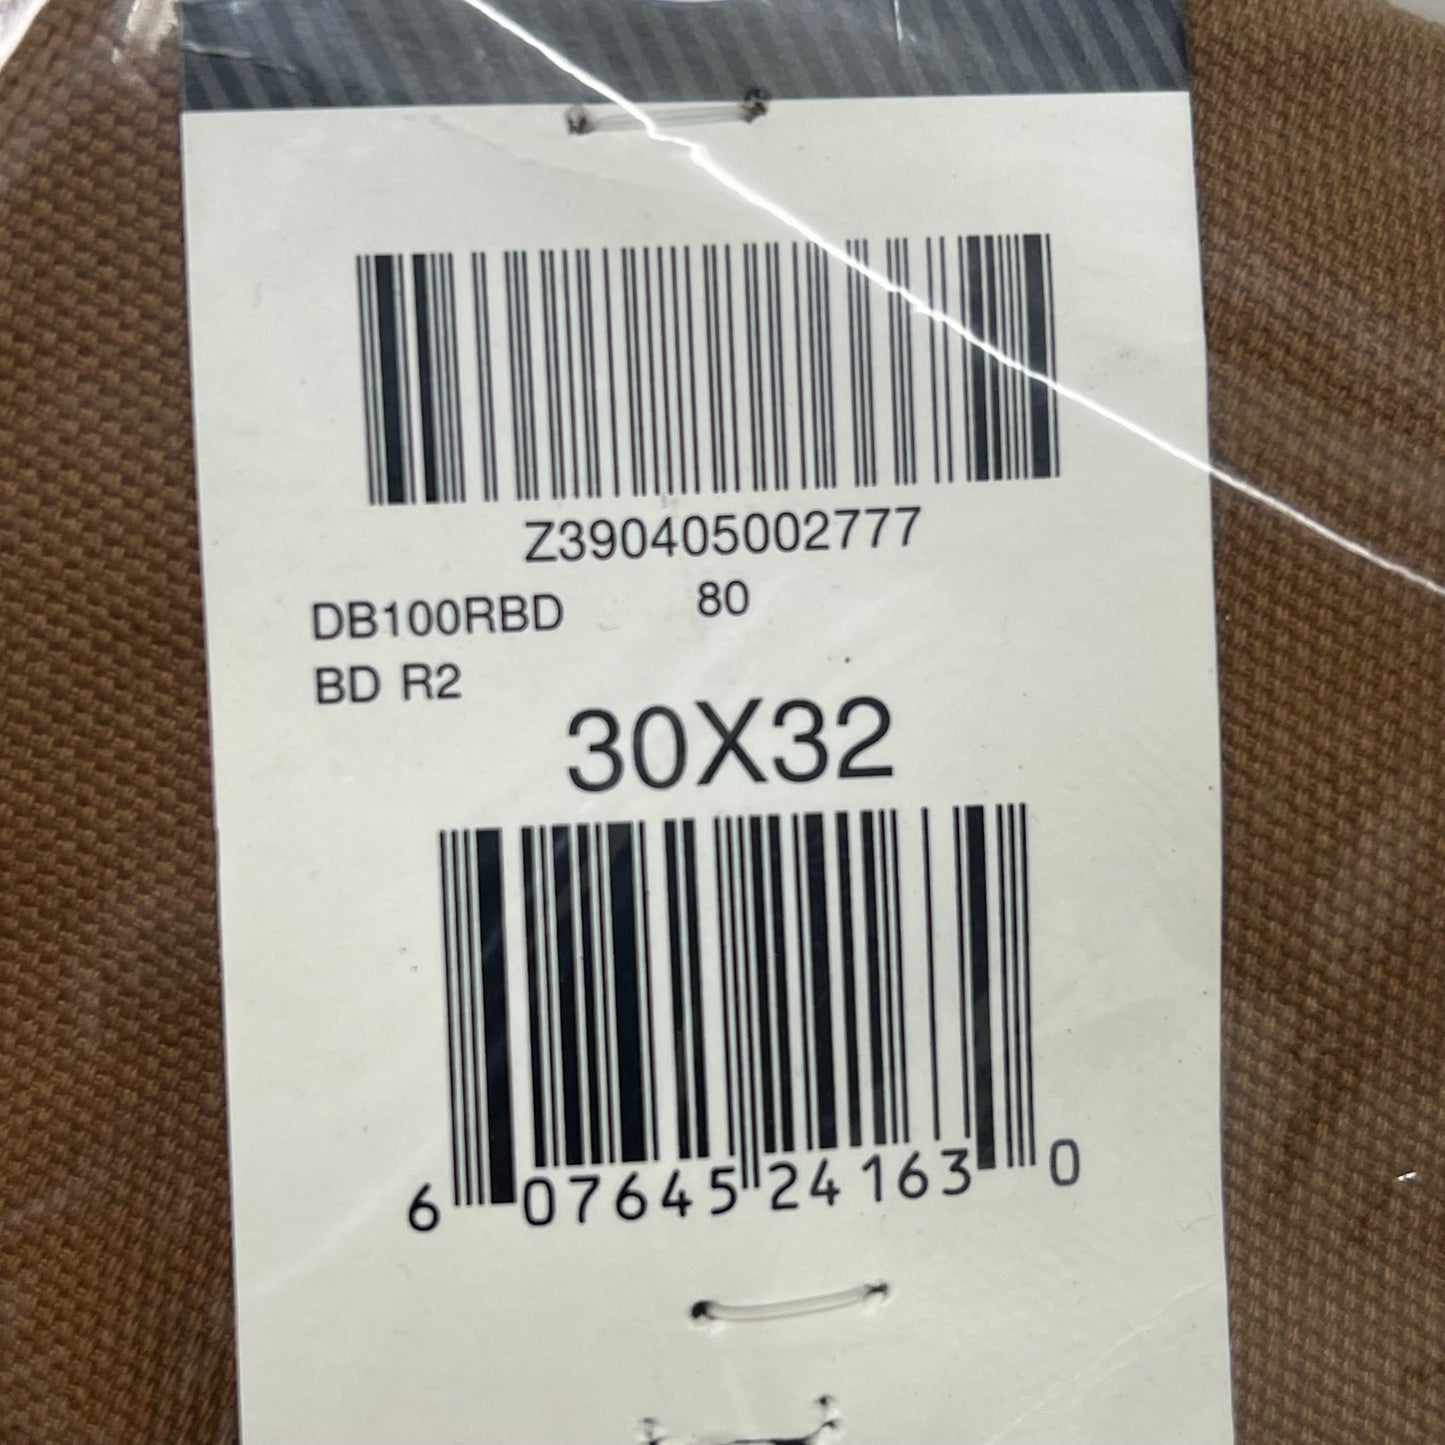 Z390405002777
DB100RBD 80
BD R2
30X32
6 07645 24163 0